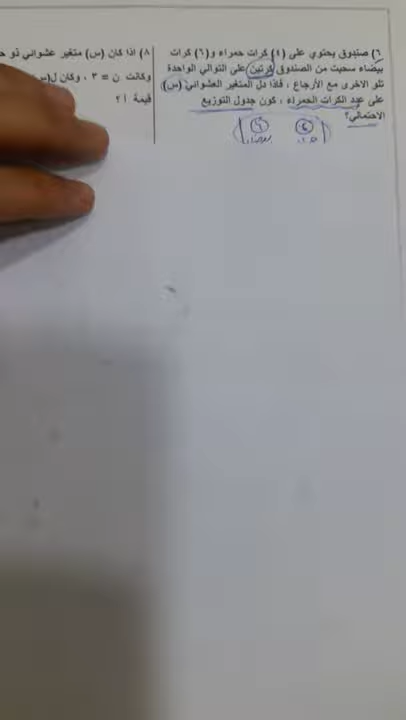 ٦) صندوق يحتوي على (٤) كرات حمراء و(٦) كرات
بيضاء سحبت من الصندوق كرتين على التوالي الواحدة
تلو الاخرى مع الأرجاع ، فاذا دل المتغير العشوائي (س)
على عدد الكرات الحمراء ، كون جدول التوزيع
الاحتمالي؟
٨) اذا كان (س) متغير عشوائي ذو
وكانت ن = ٣ ، وكان ل(س
قيمة أ ؟